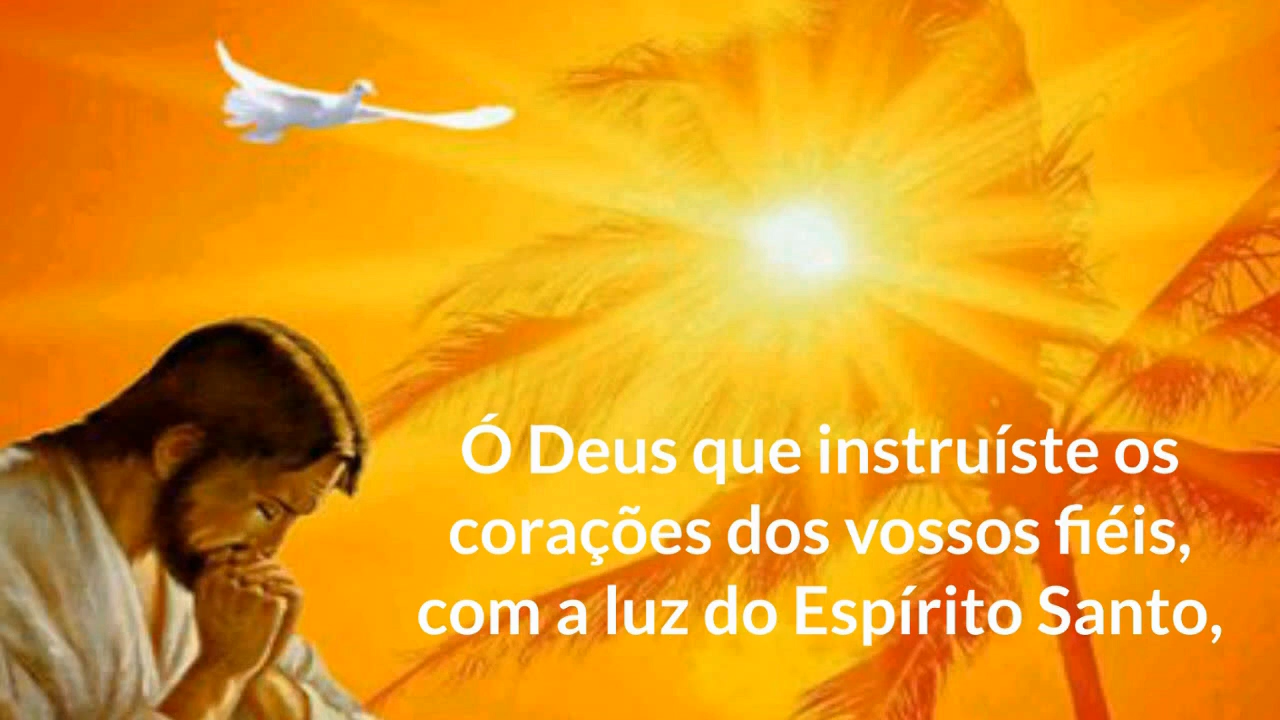 Ó Deus que instruíste os
corações dos vossos fiéis,
com a luz do Espírito Santo,